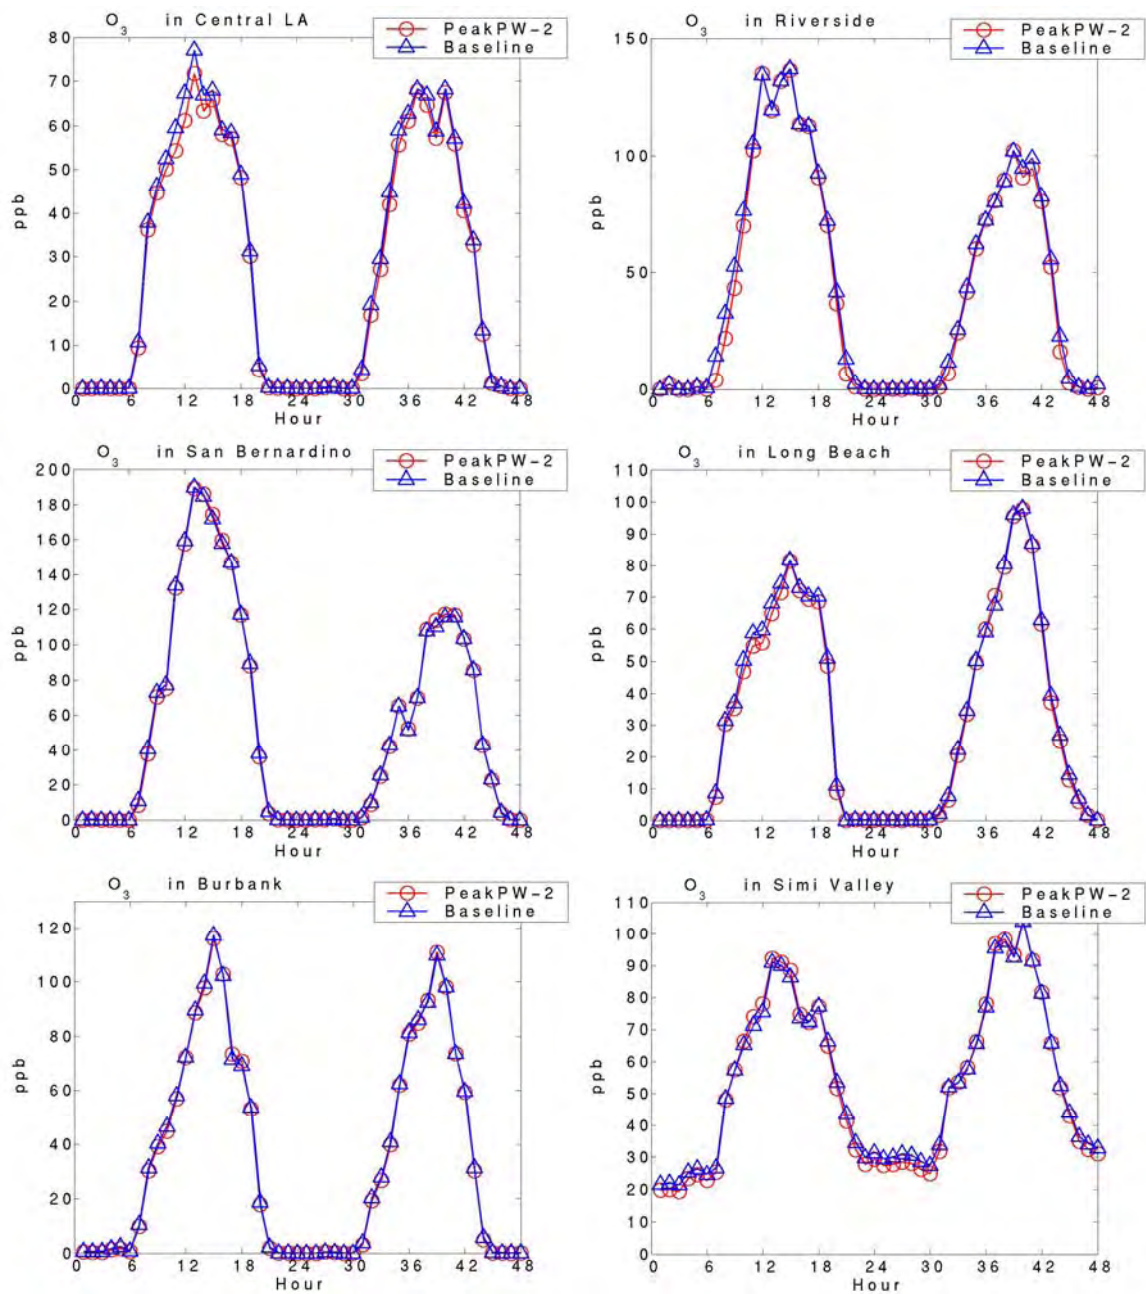 O3 in Central LA
PeakPW-2
Baseline
80
70
60
50
40
30
20
10
0
ppb
0 6 12 18 24 30 36 42 48
Hour
O3 in Riverside
PeakPW-2
Baseline
150
100
50
0
ppb
0 6 12 18 24 30 36 42 48
Hour
O3 in San Bernardino
PeakPW-2
Baseline
200
180
160
140
120
100
80
60
40
20
0
ppb
0 6 12 18 24 30 36 42 48
Hour
O3 in Long Beach
PeakPW-2
Baseline
110
100
90
80
70
60
50
40
30
20
10
0
ppb
0 6 12 18 24 30 36 42 48
Hour
O3 in Burbank
PeakPW-2
Baseline
120
100
80
60
40
20
0
ppb
0 6 12 18 24 30 36 42 48
Hour
O3 in Simi Valley
PeakPW-2
Baseline
110
100
90
80
70
60
50
40
30
20
10
0
ppb
0 6 12 18 24 30 36 42 48
Hour